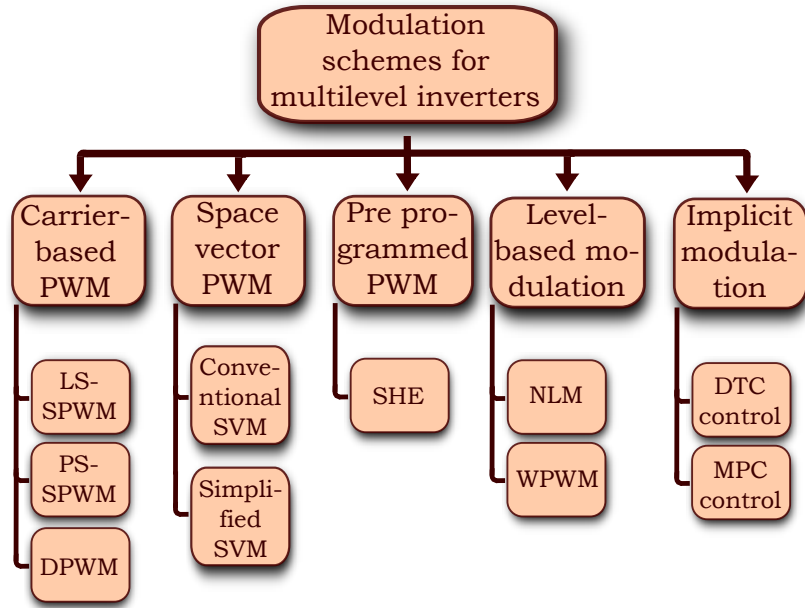 Modulation
schemes for
multilevel inverters
Carrier-
based
PWM
Space
vector
PWM
Pre pro-
grammed
PWM
Level-
based mo-
dulation
Implicit
modula-
tion
LS-
SPWM
PS-
SPWM
DPWM
Conve-
ntional
SVM
Simpli-
fied
SVM
SHE
NLM
WPWM
DTC
control
MPC
control